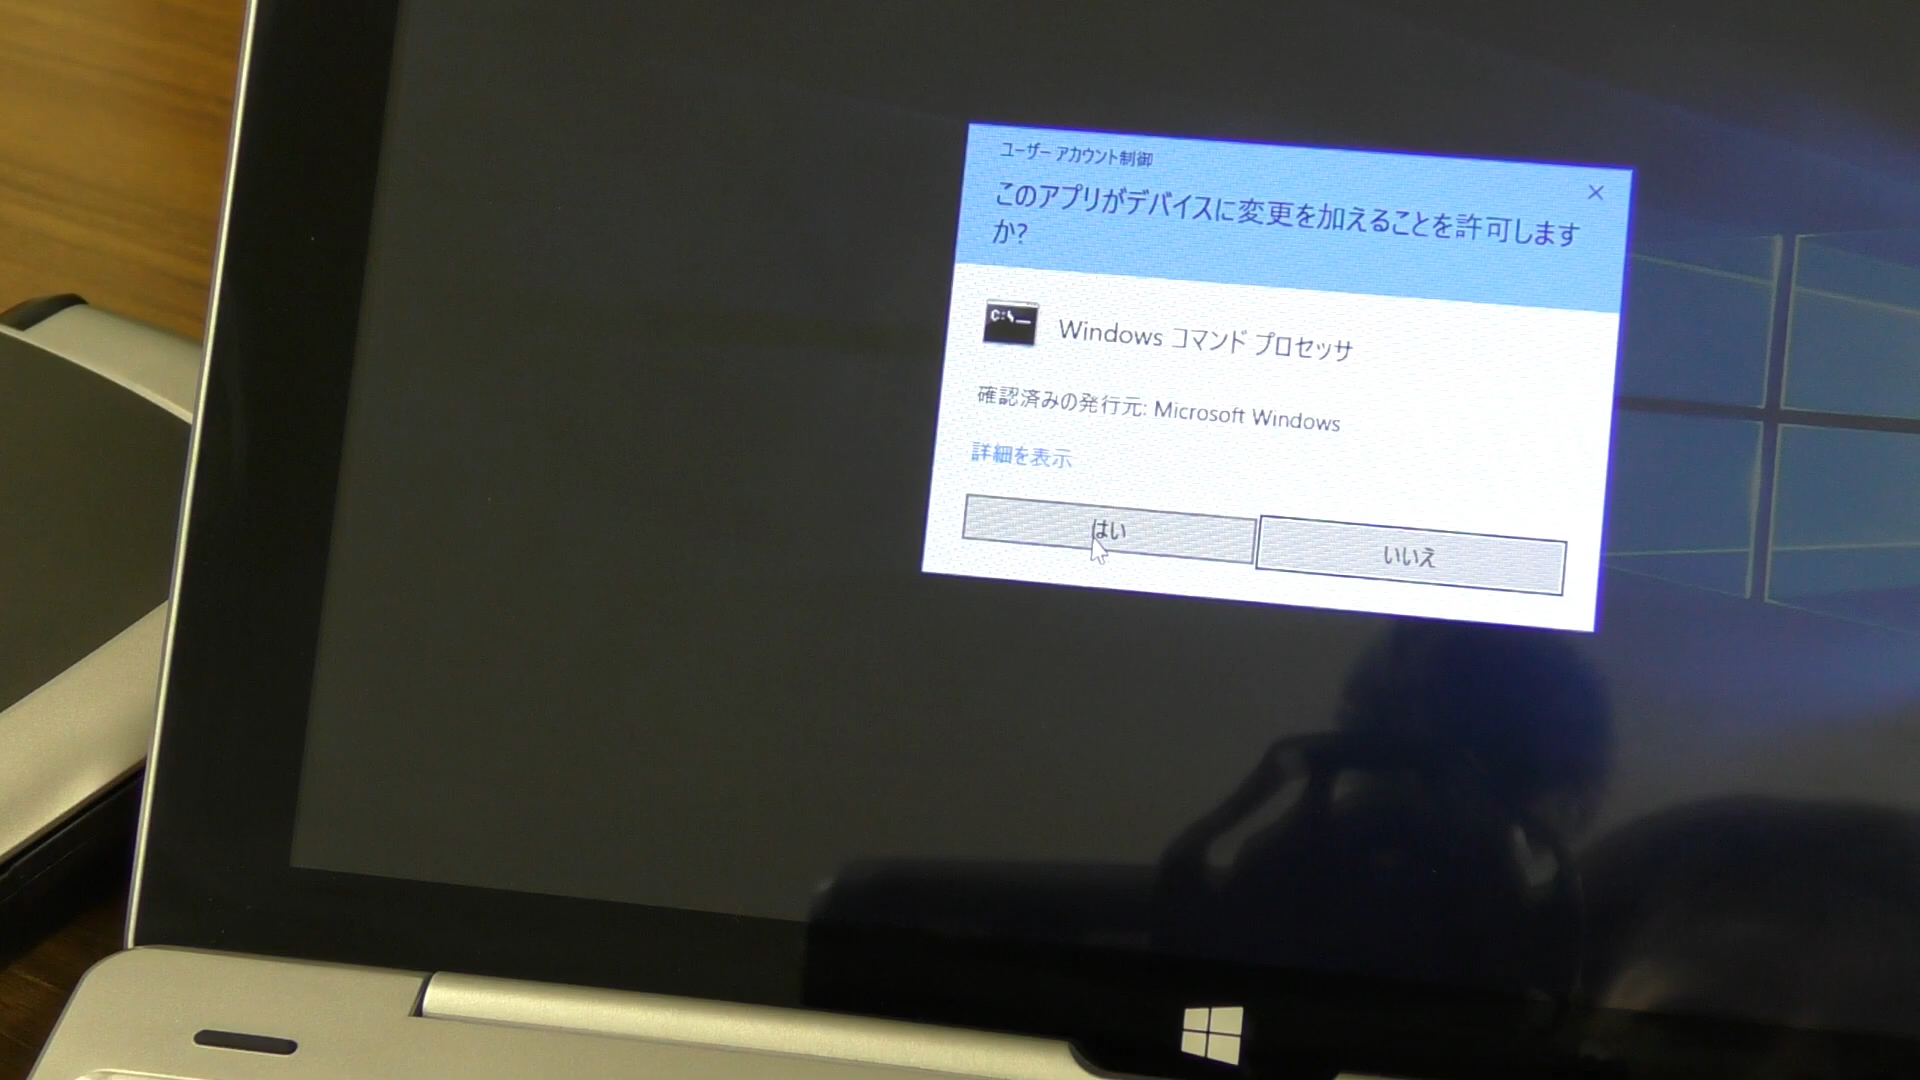 ユーザー アカウント制御
このアプリがデバイスに変更を加えることを許可します
か?
C:\_
Windows コマンド プロセッサ
確認済みの発行元: Microsoft Windows
詳細を表示
はい
いいえ